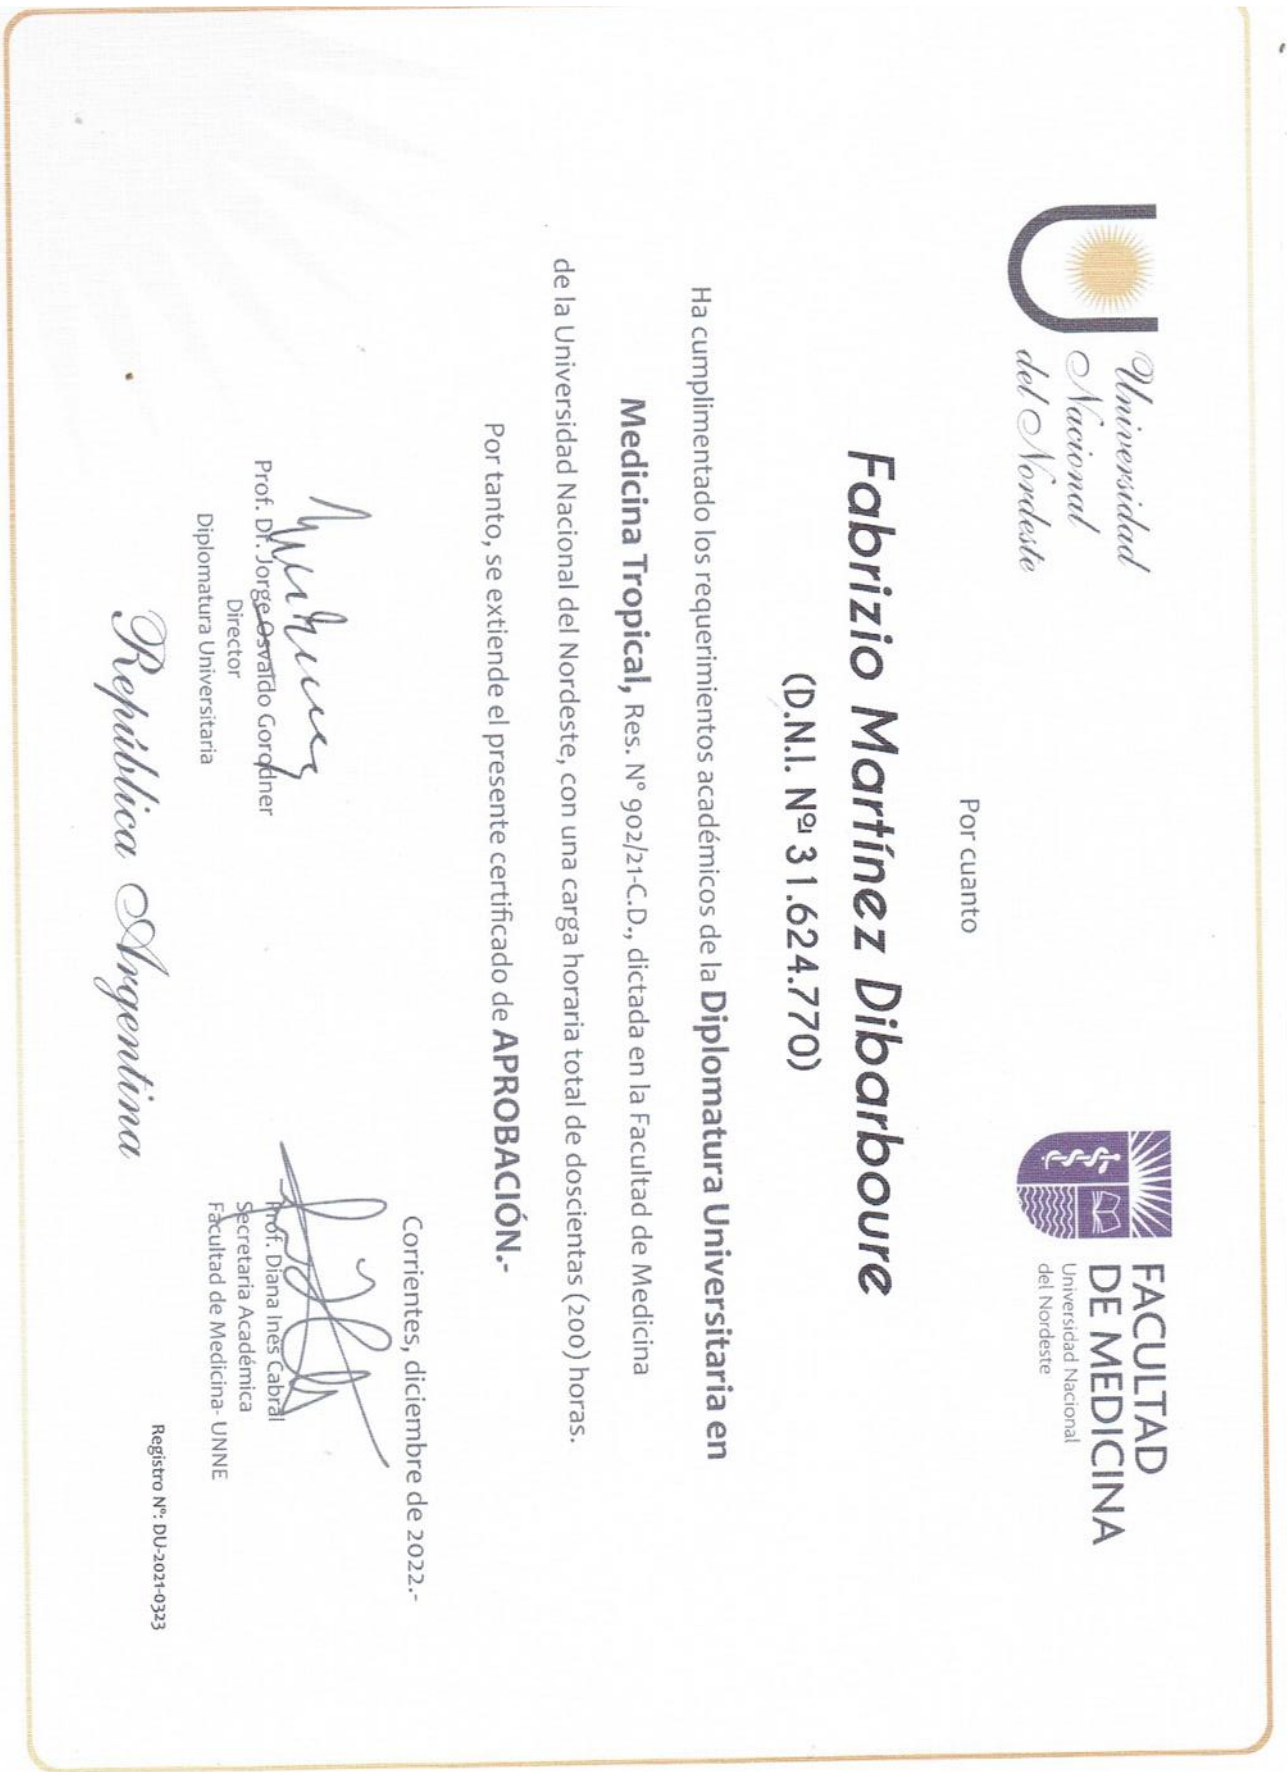 Universidad
Nacional
del Nordeste
FACULTAD
DE MEDICINA
Universidad Nacional
del Nordeste
Por cuanto
Fabrizio Martínez Dibarboure
(D.N.I. Nº 31.624.770)
Ha cumplimentado los requerimientos académicos de la Diplomatura Universitaria en
Medicina Tropical, Res. N° 902/21-C.D., dictada en la Facultad de Medicina
de la Universidad Nacional del Nordeste, con una carga horaria total de doscientas (200) horas.
Por tanto, se extiende el presente certificado de APROBACIÓN.-
Corrientes, diciembre de 2022.-
Prof. Dr. Jorge Osvaldo Gorodner
Director
Diplomatura Universitaria
Prof. Diana Inés Cabral
Secretaria Académica
Facultad de Medicina- UNNE
República Argentina
Registro N°: DU-2021-0323